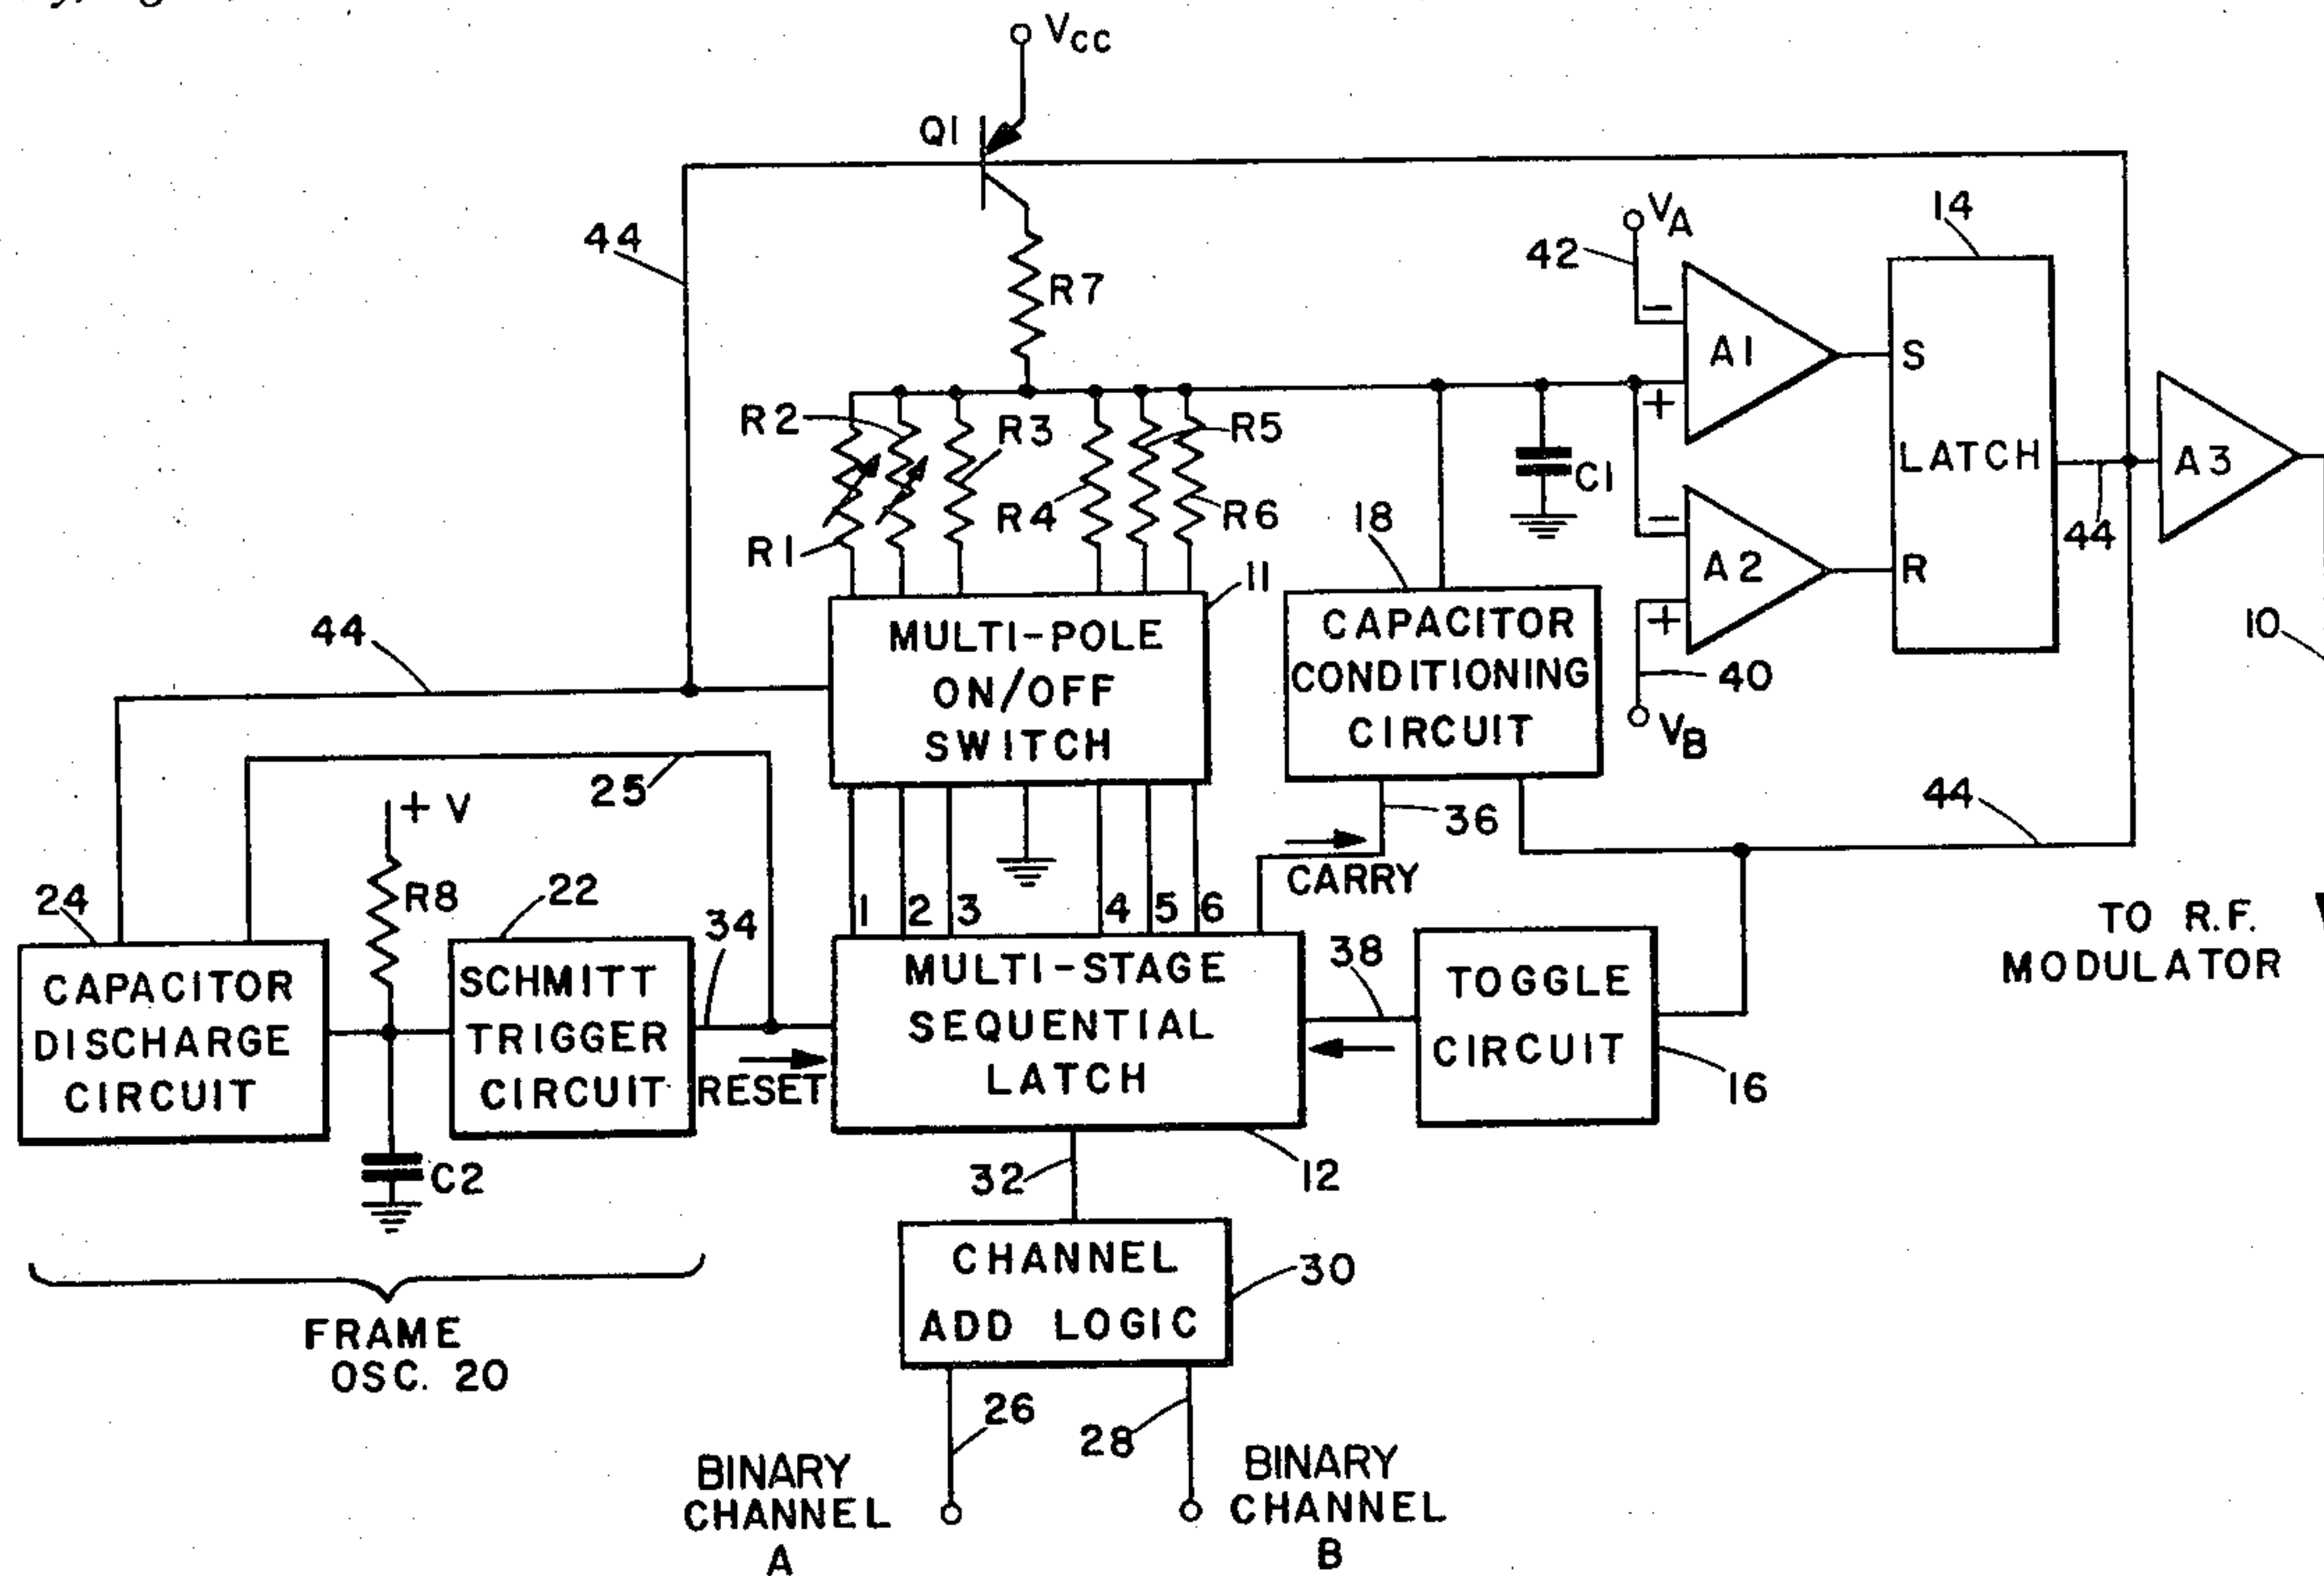 VCC
Q1
VA
14
44
42
R7
A1
S
R2
R3
R5
LATCH
A3
C1
R4
R6
18
44
R1
A2
R
11
44
MULTI-POLE
ON/OFF
SWITCH
CAPACITOR
CONDITIONING
CIRCUIT
10
40
VB
25
+ V
36
44
CARRY
24
R8
22
34
1 2 3 4 5 6
38
TO R.F.
MODULATOR
CAPACITOR
DISCHARGE
CIRCUIT
SCHMITT
TRIGGER
CIRCUIT
RESET
MULTI-STAGE
SEQUENTIAL
LATCH
TOGGLE
CIRCUIT
16
C2
32
12
CHANNEL
ADD LOGIC
30
FRAME
OSC. 20
26
28
BINARY
CHANNEL
A
BINARY
CHANNEL
B